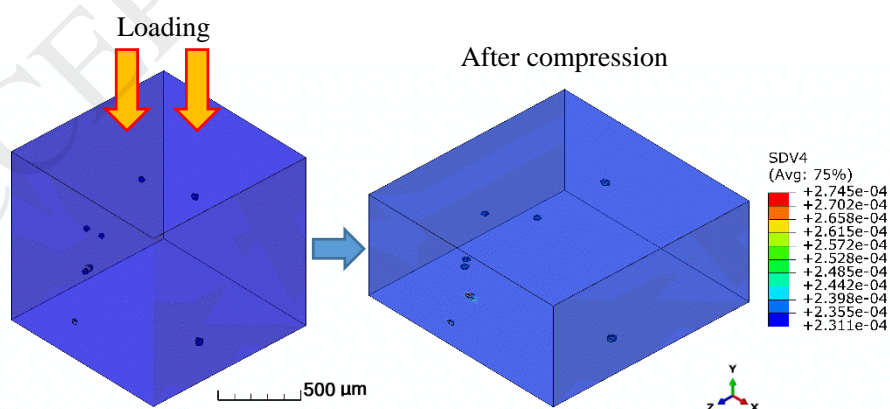 Loading
After compression
SDV4
(Avg: 75%)
+2.745e-04
+2.702e-04
+2.658e-04
+2.615e-04
+2.572e-04
+2.528e-04
+2.485e-04
+2.442e-04
+2.398e-04
+2.355e-04
+2.311e-04
500 µm
Y
Z
X